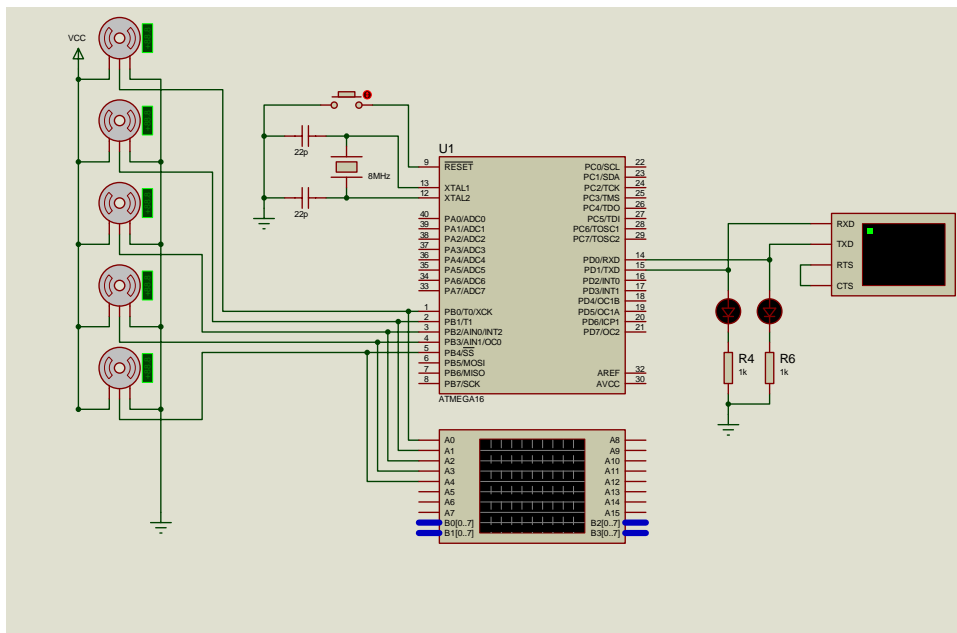 VCC
U1
22p
8MHz
22p
9 RESET
13 XTAL1
12 XTAL2
40 PA0/ADC0
39 PA1/ADC1
38 PA2/ADC2
37 PA3/ADC3
36 PA4/ADC4
35 PA5/ADC5
34 PA6/ADC6
33 PA7/ADC7
1 PB0/T0/XCK
2 PB1/T1
3 PB2/AIN0/INT2
4 PB3/AIN1/OC0
5 PB4/SS
6 PB5/MOSI
7 PB6/MISO
8 PB7/SCK
PC0/SCL 22
PC1/SDA 23
PC2/TCK 24
PC3/TMS 25
PC4/TDO 26
PC5/TDI 27
PC6/TOSC1 28
PC7/TOSC2 29
PD0/RXD 14
PD1/TXD 15
PD2/INT0 16
PD3/INT1 17
PD4/OC1B 18
PD5/OC1A 19
PD6/ICP1 20
PD7/OC2 21
AREF 32
AVCC 30
ATMEGA16
RXD
TXD
RTS
CTS
R4
1k
R6
1k
A0
A1
A2
A3
A4
A5
A6
A7
B0[0..7]
B1[0..7]
A8
A9
A10
A11
A12
A13
A14
A15
B2[0..7]
B3[0..7]